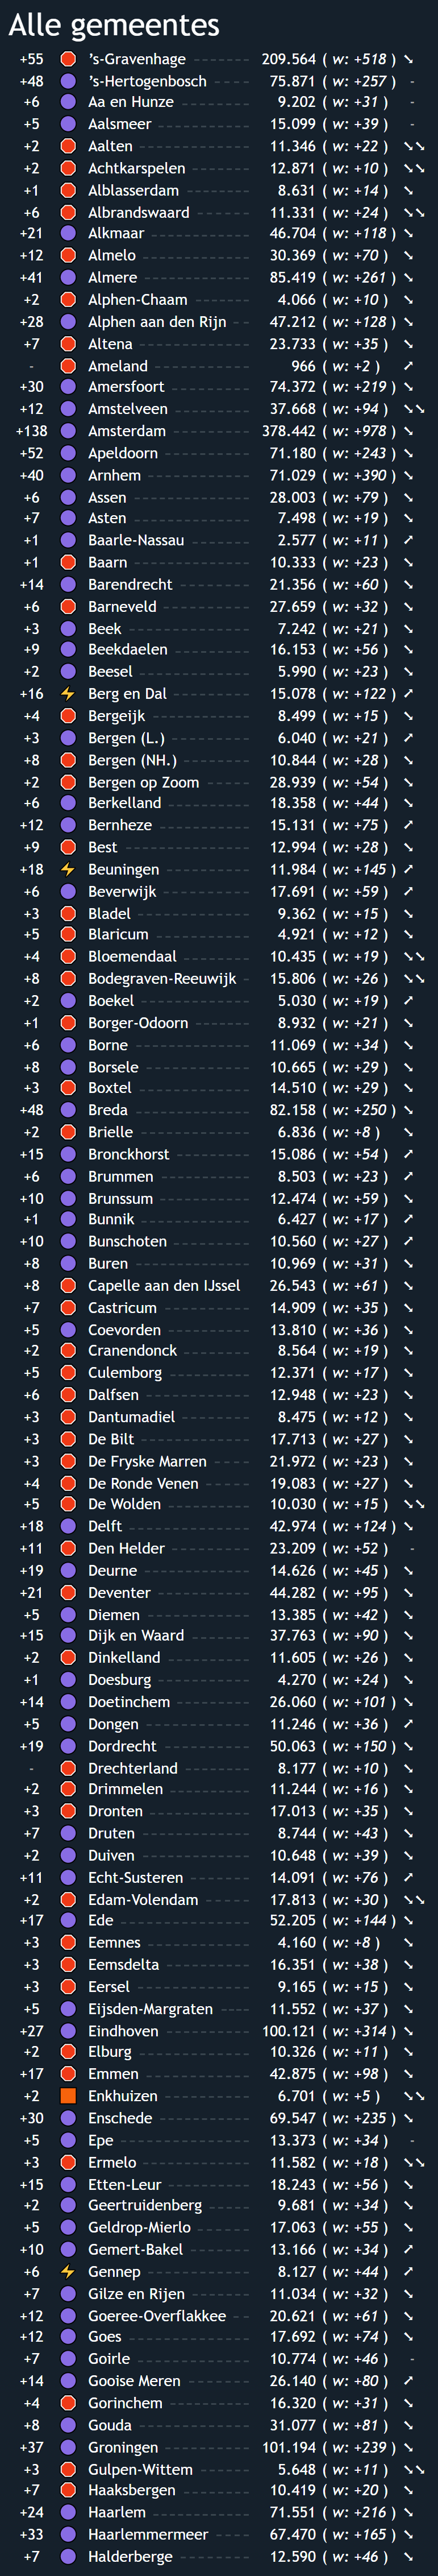 Alle gemeentes
+55 's-Gravenhage 209.564 ( w: +518 ) ↘
+48 's-Hertogenbosch 75.871 ( w: +257 ) -
+6 Aa en Hunze 9.202 ( w: +31 ) -
+5 Aalsmeer 15.099 ( w: +39 ) -
+2 Aalten 11.346 ( w: +22 ) ↘↘
+2 Achtkarspelen 12.871 ( w: +10 ) ↘↘
+1 Alblasserdam 8.631 ( w: +14 ) ↘
+6 Albrandswaard 11.331 ( w: +24 ) ↘↘
+21 Alkmaar 46.704 ( w: +118 ) ↘
+12 Almelo 30.369 ( w: +70 ) ↘
+41 Almere 85.419 ( w: +261 ) ↘
+2 Alphen-Chaam 4.066 ( w: +10 ) ↘
+28 Alphen aan den Rijn 47.212 ( w: +128 ) ↘
+7 Altena 23.733 ( w: +35 ) ↘
- Ameland 966 ( w: +2 ) ↗
+30 Amersfoort 74.372 ( w: +219 ) ↘
+12 Amstelveen 37.668 ( w: +94 ) ↘↘
+138 Amsterdam 378.442 ( w: +978 ) ↘
+52 Apeldoorn 71.180 ( w: +243 ) ↘
+40 Arnhem 71.029 ( w: +390 ) ↘
+6 Assen 28.003 ( w: +79 ) ↘
+7 Asten 7.498 ( w: +19 ) ↘
+1 Baarle-Nassau 2.577 ( w: +11 ) ↗
+1 Baarn 10.333 ( w: +23 ) ↘
+14 Barendrecht 21.356 ( w: +60 ) ↘
+6 Barneveld 27.659 ( w: +32 ) ↘
+3 Beek 7.242 ( w: +21 ) ↘
+9 Beekdaelen 16.153 ( w: +56 ) ↘
+2 Beesel 5.990 ( w: +23 ) ↘
+16 Berg en Dal 15.078 ( w: +122 ) ↗
+4 Bergeijk 8.499 ( w: +15 ) ↘
+3 Bergen (L.) 6.040 ( w: +21 ) ↗
+8 Bergen (NH.) 10.844 ( w: +28 ) ↘
+2 Bergen op Zoom 28.939 ( w: +54 ) ↘
+6 Berkelland 18.358 ( w: +44 ) ↘
+12 Bernheze 15.131 ( w: +75 ) ↗
+9 Best 12.994 ( w: +28 ) ↘
+18 Beuningen 11.984 ( w: +145 ) ↗
+6 Beverwijk 17.691 ( w: +59 ) ↗
+3 Bladel 9.362 ( w: +15 ) ↘
+5 Blaricum 4.921 ( w: +12 ) ↘
+4 Bloemendaal 10.435 ( w: +19 ) ↘↘
+8 Bodegraven-Reeuwijk 15.806 ( w: +26 ) ↘↘
+2 Boekel 5.030 ( w: +19 ) ↗
+1 Borger-Odoorn 8.932 ( w: +21 ) ↘
+6 Borne 11.069 ( w: +34 ) ↘
+8 Borsele 10.665 ( w: +29 ) ↘
+3 Boxtel 14.510 ( w: +29 ) ↘
+48 Breda 82.158 ( w: +250 ) ↘
+2 Brielle 6.836 ( w: +8 ) ↘
+15 Bronckhorst 15.086 ( w: +54 ) ↗
+6 Brummen 8.503 ( w: +23 ) ↗
+10 Brunssum 12.474 ( w: +59 ) ↘
+1 Bunnik 6.427 ( w: +17 ) ↗
+10 Bunschoten 10.560 ( w: +27 ) ↗
+8 Buren 10.969 ( w: +31 ) ↘
+8 Capelle aan den IJssel 26.543 ( w: +61 ) ↘
+7 Castricum 14.909 ( w: +35 ) ↘
+5 Coevorden 13.810 ( w: +36 ) ↘
+2 Cranendonck 8.564 ( w: +19 ) ↘
+5 Culemborg 12.371 ( w: +17 ) ↘
+6 Dalfsen 12.948 ( w: +23 ) ↘
+3 Dantumadiel 8.475 ( w: +12 ) ↘
+3 De Bilt 17.713 ( w: +27 ) ↘
+3 De Fryske Marren 21.972 ( w: +23 ) ↘
+4 De Ronde Venen 19.083 ( w: +27 ) ↘
+5 De Wolden 10.030 ( w: +15 ) ↘↘
+18 Delft 42.974 ( w: +124 ) ↘
+11 Den Helder 23.209 ( w: +52 ) -
+19 Deurne 14.626 ( w: +45 ) ↘
+21 Deventer 44.282 ( w: +95 ) ↘
+5 Diemen 13.385 ( w: +42 ) ↘
+15 Dijk en Waard 37.763 ( w: +90 ) ↘
+2 Dinkelland 11.605 ( w: +26 ) ↘
+1 Doesburg 4.270 ( w: +24 ) ↘
+14 Doetinchem 26.060 ( w: +101 ) ↘
+5 Dongen 11.246 ( w: +36 ) ↗
+19 Dordrecht 50.063 ( w: +150 ) ↘
- Drechterland 8.177 ( w: +10 ) ↘
+2 Drimmelen 11.244 ( w: +16 ) ↘
+3 Dronten 17.013 ( w: +35 ) ↘
+7 Druten 8.744 ( w: +43 ) ↘
+2 Duiven 10.648 ( w: +39 ) ↘
+11 Echt-Susteren 14.091 ( w: +76 ) ↗
+2 Edam-Volendam 17.813 ( w: +30 ) ↘↘
+17 Ede 52.205 ( w: +144 ) ↘
+3 Eemnes 4.160 ( w: +8 ) ↘
+3 Eemsdelta 16.351 ( w: +38 ) ↘
+3 Eersel 9.165 ( w: +15 ) ↘
+5 Eijsden-Margraten 11.552 ( w: +37 ) ↘
+27 Eindhoven 100.121 ( w: +314 ) ↘
+2 Elburg 10.326 ( w: +11 ) ↘
+17 Emmen 42.875 ( w: +98 ) ↘
+2 Enkhuizen 6.701 ( w: +5 ) ↘↘
+30 Enschede 69.547 ( w: +235 ) ↘
+5 Epe 13.373 ( w: +34 ) -
+3 Ermelo 11.582 ( w: +18 ) ↘↘
+15 Etten-Leur 18.243 ( w: +56 ) ↘
+2 Geertruidenberg 9.681 ( w: +34 ) ↘
+5 Geldrop-Mierlo 17.063 ( w: +55 ) ↘
+10 Gemert-Bakel 13.166 ( w: +34 ) ↗
+6 Gennep 8.127 ( w: +44 ) ↗
+7 Gilze en Rijen 11.034 ( w: +32 ) ↘
+12 Goeree-Overflakkee 20.621 ( w: +61 ) ↘
+12 Goes 17.692 ( w: +74 ) ↘
+7 Goirle 10.774 ( w: +46 ) -
+14 Gooise Meren 26.140 ( w: +80 ) ↗
+4 Gorinchem 16.320 ( w: +31 ) ↘
+8 Gouda 31.077 ( w: +81 ) ↘
+37 Groningen 101.194 ( w: +239 ) ↘
+3 Gulpen-Wittem 5.648 ( w: +11 ) ↘↘
+7 Haaksbergen 10.419 ( w: +20 ) ↘
+24 Haarlem 71.551 ( w: +216 ) ↘
+33 Haarlemmermeer 67.470 ( w: +165 ) ↘
+7 Halderberge 12.590 ( w: +46 ) ↘